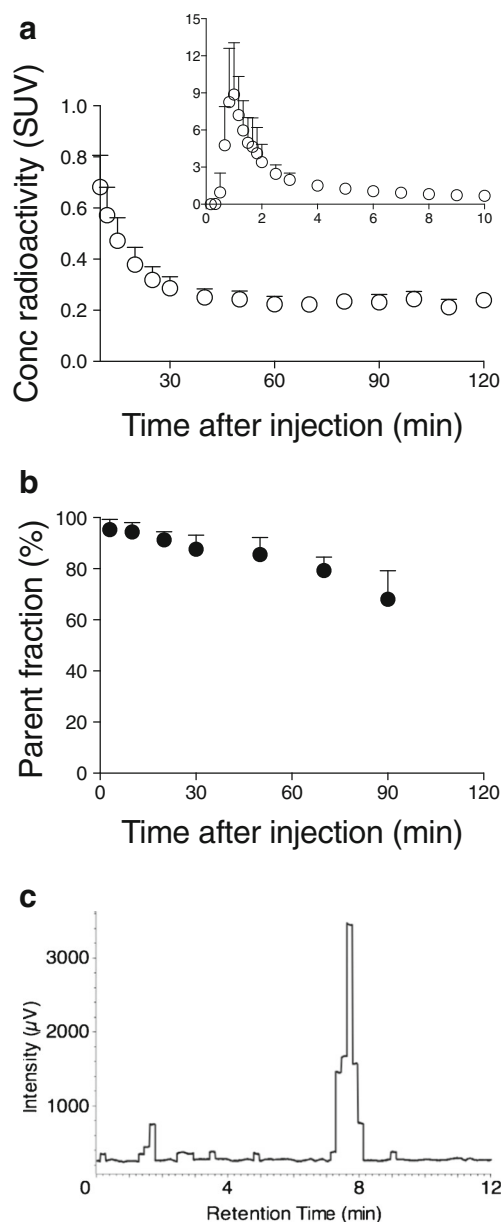 a
15
12
9
6
3
0
0 2 4 6 8 10
1.0
0.8
0.6
0.4
0.2
0.0
Conc radioactivity (SUV)
30 60 90 120
Time after injection (min)
b
100
80
60
40
20
0
Parent fraction (%)
0 30 60 90 120
Time after injection (min)
c
3000
2000
1000
Intensity (µV)
0 4 8 12
Retention Time (min)